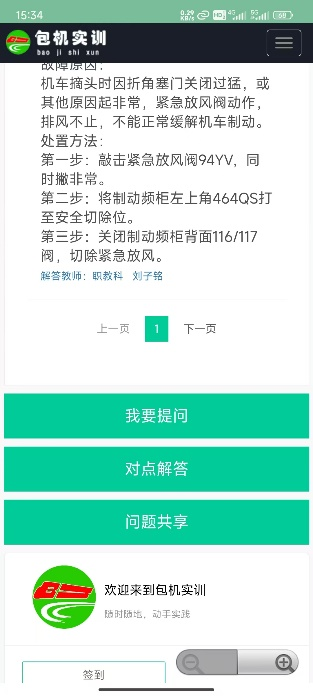 15:34
0.29
KB/s
HD
4G
5G
包机实训
bao ji shi xun
故障原因：
机车摘头时因折角塞门关闭过猛，或
其他原因起非常，紧急放风阀动作，
排风不止，不能正常缓解机车制动。
处置方法：
第一步：敲击紧急放风阀94YV，同
时撇非常。
第二步：将制动频柜左上角464QS打
至安全切除位。
第三步：关闭制动频柜背面116/117
阀，切除紧急放风。
解答教师：职教科 刘子铭
上一页 1 下一页
我要提问
对点解答
问题共享
欢迎来到包机实训
随时随地，动手实践
签到